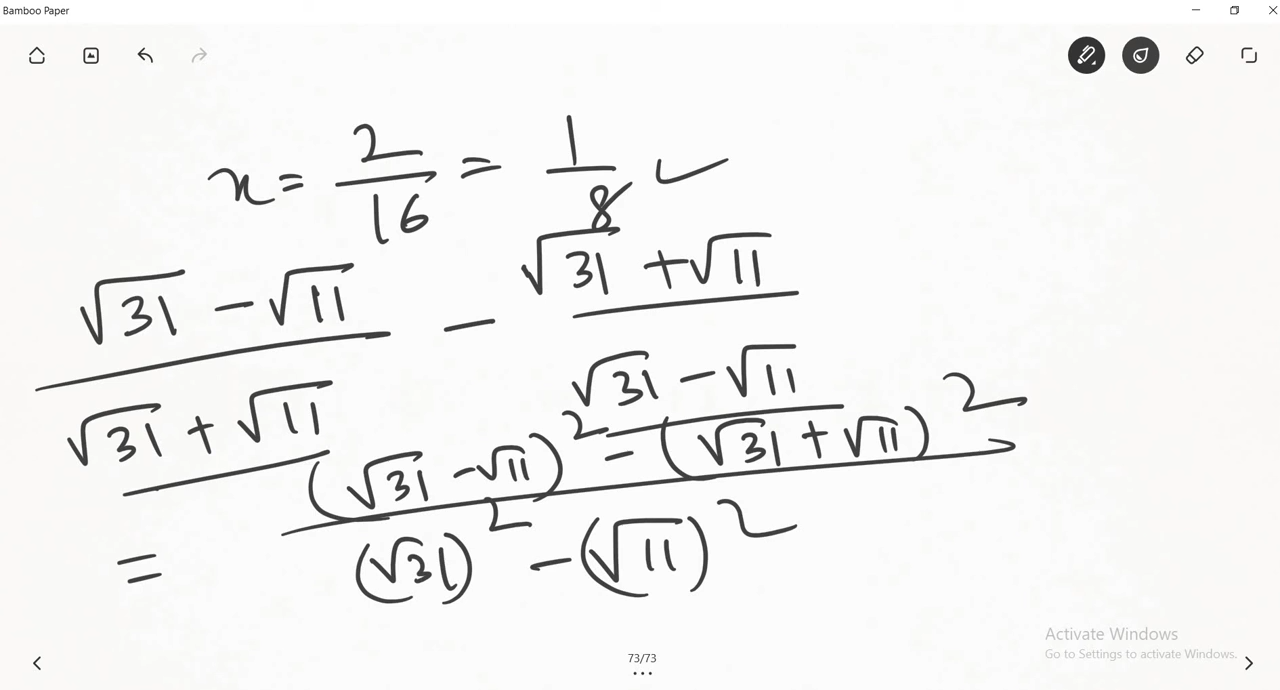 Bamboo Paper
x = 2/16 = 1/8 ✓
(√31 - √11)/(√31 + √11) - (√31 + √11)/(√31 - √11)
= ((√31 - √11)² - (√31 + √11)²)/((√31)² - (√11)²)
Activate Windows
Go to Settings to activate Windows.
73/73